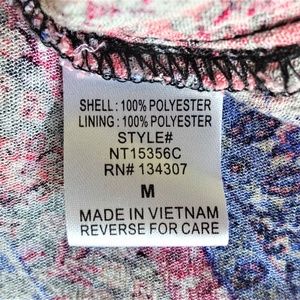 SHELL: 100% POLYESTER
LINING: 100% POLYESTER
STYLE#
NT15356C
RN# 134307
M
MADE IN VIETNAM
REVERSE FOR CARE